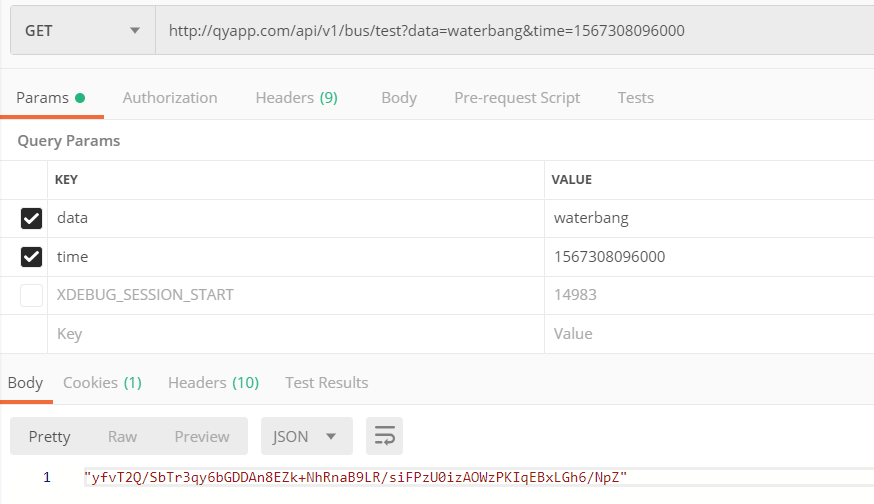 GET http://qyapp.com/api/v1/bus/test?data=waterbang&time=1567308096000
Params Authorization Headers (9) Body Pre-request Script Tests
Query Params
KEY VALUE
data waterbang
time 1567308096000
XDEBUG_SESSION_START 14983
Key Value
Body Cookies (1) Headers (10) Test Results
Pretty Raw Preview JSON
1 "yfvT2Q/SbTr3qy6bGDDAn8EZk+NhRnaB9LR/siFPzU0izAOWzPKIqEBxLGh6/NpZ"